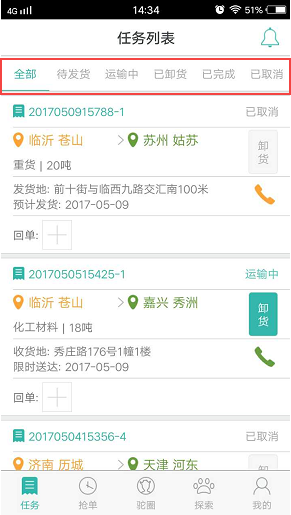 4G 14:34 51%
任务列表
全部 待发货 运输中 已卸货 已完成 已取消
2017050915788-1 已取消
临沂 苍山 > 苏州 姑苏 卸货
重货 | 20吨
发货地: 前十街与临西九路交汇南100米
预计发货: 2017-05-09
回单:
2017050515425-1 运输中
临沂 苍山 > 嘉兴 秀洲 卸货
化工材料 | 18吨
收货地: 秀庄路176号1幢1楼
限时送达: 2017-05-09
回单:
2017050415356-4 已取消
济南 历城 > 天津 河东 卸
任务 抢单 驼圈 探索 我的